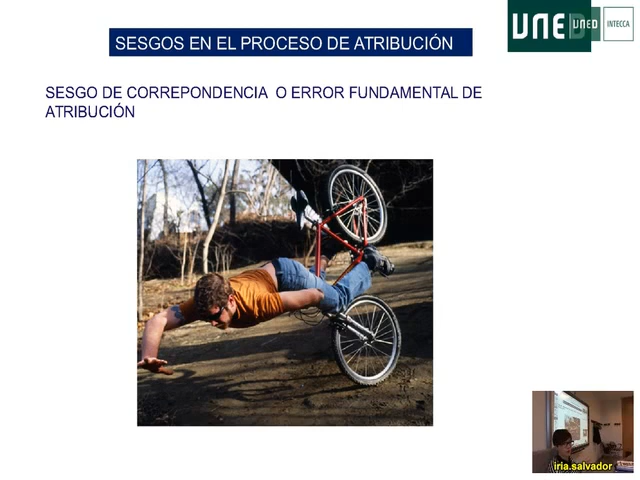 SESGOS EN EL PROCESO DE ATRIBUCIÓN
UNED
UNED
INTECCA
SESGO DE CORREPONDENCIA O ERROR FUNDAMENTAL DE
ATRIBUCIÓN
iria.salvador